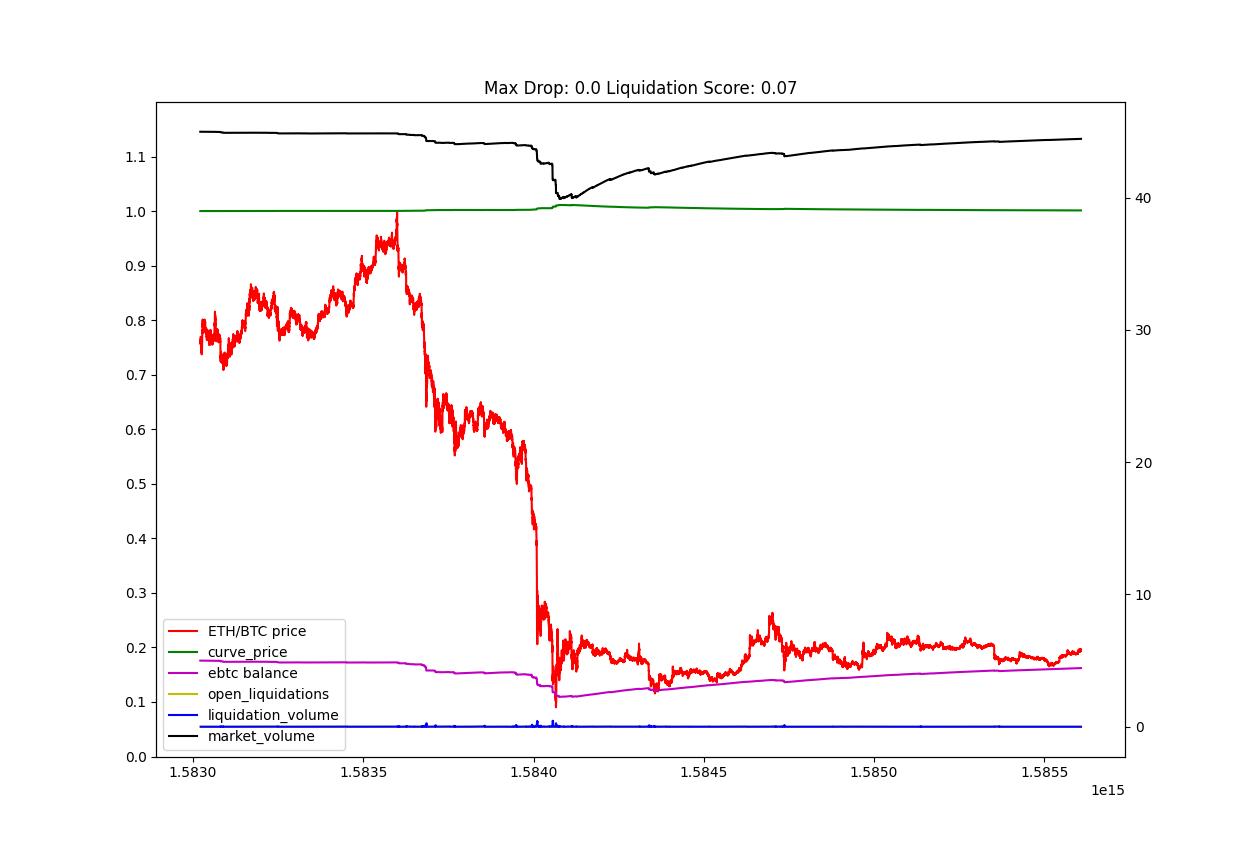 Max Drop: 0.0 Liquidation Score: 0.07
1.1
1.0
0.9
0.8
0.7
0.6
0.5
0.4
0.3
0.2
0.1
0.0
40
30
20
10
0
ETH/BTC price
curve_price
ebtc balance
open_liquidations
liquidation_volume
market_volume
1.5830 1.5835 1.5840 1.5845 1.5850 1.5855
1e15